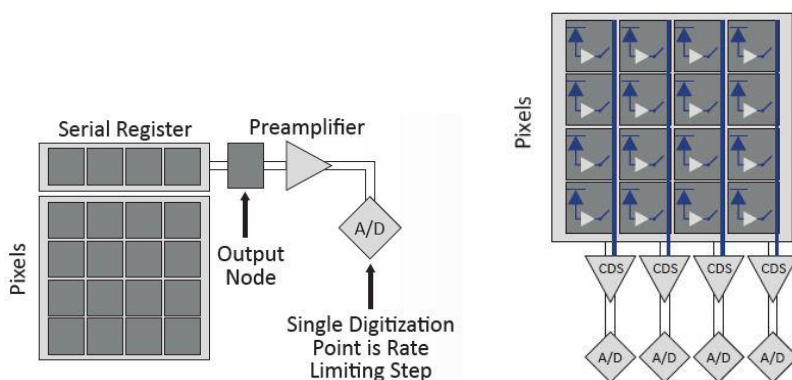 Serial Register
Preamplifier
Pixels
A/D
Output
Node
Single Digitization
Point is Rate
Limiting Step
Pixels
CDS CDS CDS CDS
A/D A/D A/D A/D